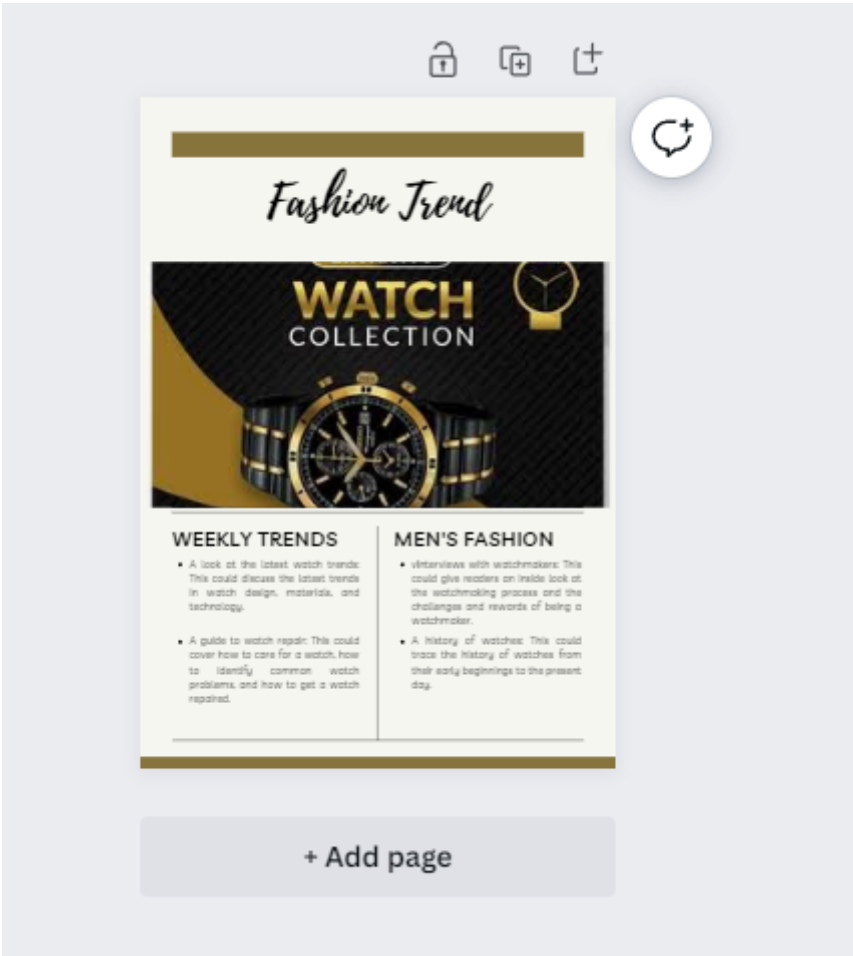 Fashion Trend
WATCH
COLLECTION
WEEKLY TRENDS
• A look at the latest watch trends:
This could discuss the latest trends
in watch design, materials, and
technology.
• A guide to watch repair: This could
cover how to care for a watch, how
to identify common watch
problems, and how to get a watch
repaired.
MEN'S FASHION
• vInterviews with watchmakers: This
could give readers an inside look at
the watchmaking process and the
challenges and rewards of being a
watchmaker.
• A history of watches: This could
trace the history of watches from
their early beginnings to the present
day.
+ Add page